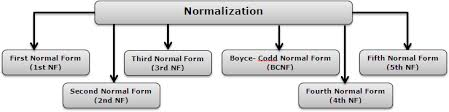 Normalization
First Normal Form
(1st NF)
Third Normal Form
(3rd NF)
Boyce- Codd Normal Form
(BCNF)
Fifth Normal Form
(5th NF)
Second Normal Form
(2nd NF)
Fourth Normal Form
(4th NF)